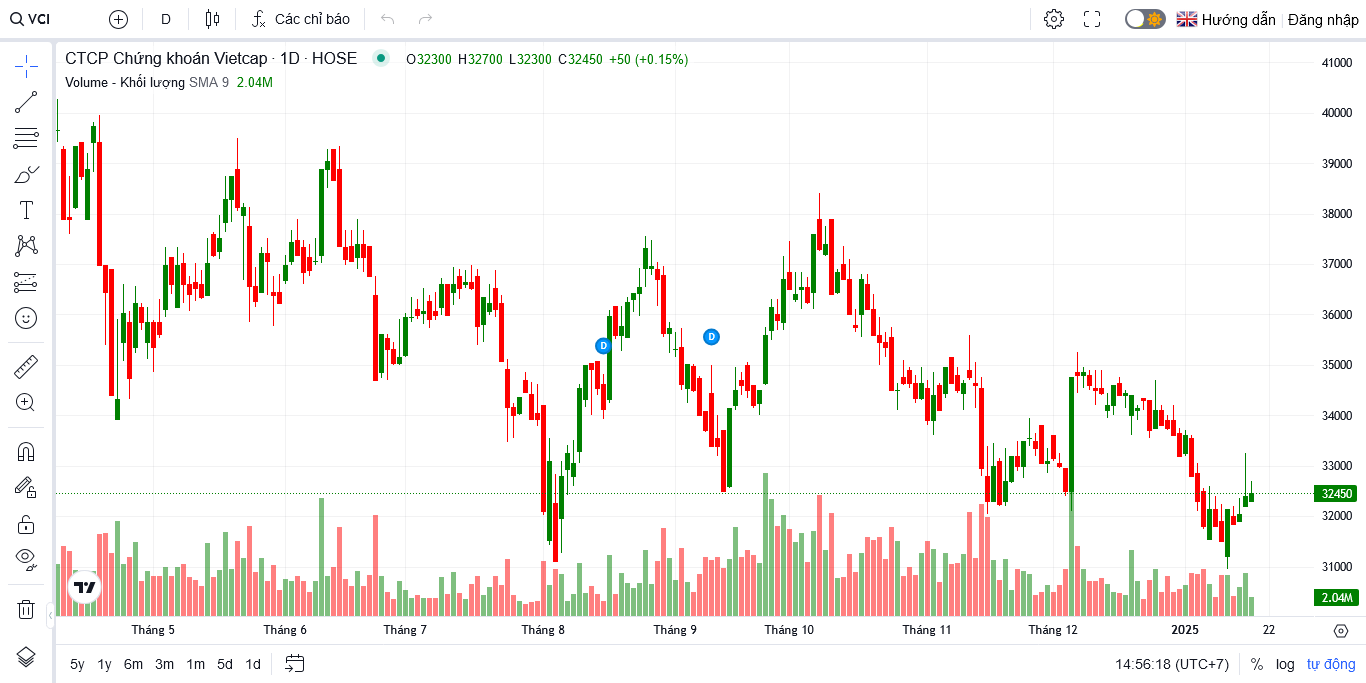 VCI D Các chỉ báo Hướng dẫn Đăng nhập
CTCP Chứng khoán Vietcap · 1D · HOSE O32300 H32700 L32300 C32450 +50 (+0.15%)
Volume - Khối lượng SMA 9 2.04M
41000
40000
39000
38000
37000
36000
35000
34000
33000
32450
32000
31000
2.04M
D
D
Tháng 5 Tháng 6 Tháng 7 Tháng 8 Tháng 9 Tháng 10 Tháng 11 Tháng 12 2025 22
5y 1y 6m 3m 1m 5d 1d 14:56:18 (UTC+7) % log tự động